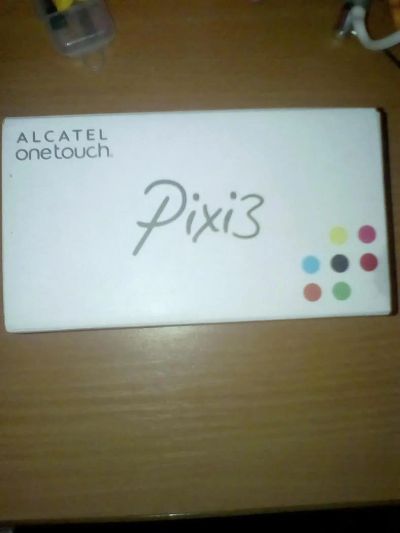 ALCATEL
onetouch.
Pixi3